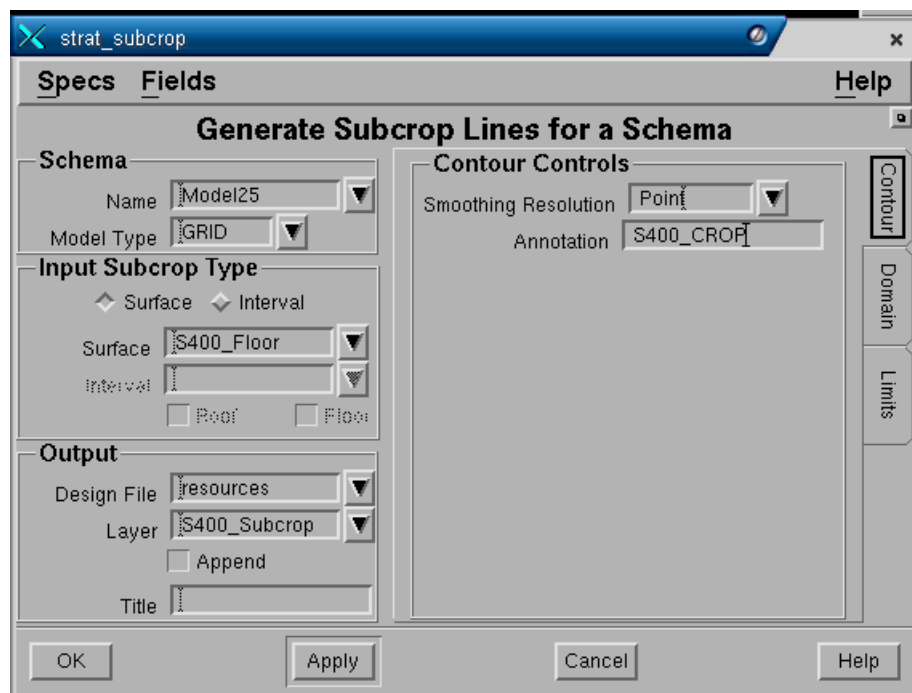 strat_subcrop
Specs Fields Help
Generate Subcrop Lines for a Schema
Schema
Name Model25
Model Type GRID
Input Subcrop Type
Surface Interval
Surface S400_Floor
Interval
Roof Floor
Output
Design File resources
Layer S400_Subcrop
Append
Title
Contour Controls
Smoothing Resolution Point
Annotation S400_CROP
Contour
Domain
Limits
OK Apply Cancel Help